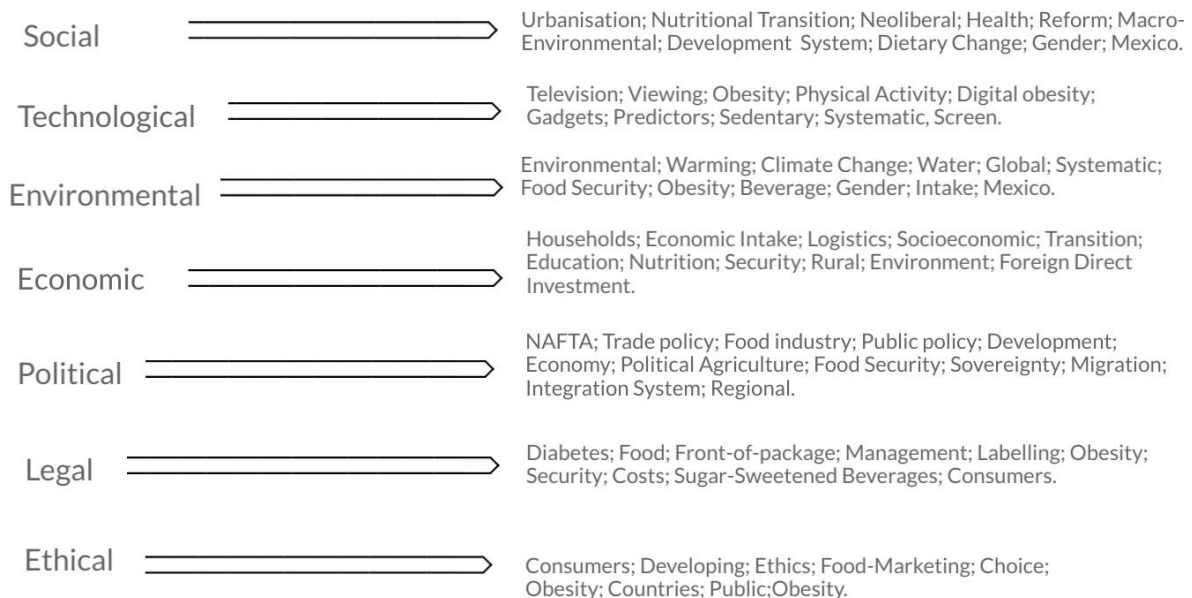 Social
Urbanisation; Nutritional Transition; Neoliberal; Health; Reform; Macro-
Environmental; Development System; Dietary Change; Gender; Mexico.
Technological
Television; Viewing; Obesity; Physical Activity; Digital obesity;
Gadgets; Predictors; Sedentary; Systematic, Screen.
Environmental
Environmental; Warming; Climate Change; Water; Global; Systematic;
Food Security; Obesity; Beverage; Gender; Intake; Mexico.
Economic
Households; Economic Intake; Logistics; Socioeconomic; Transition;
Education; Nutrition; Security; Rural; Environment; Foreign Direct
Investment.
Political
NAFTA; Trade policy; Food industry; Public policy; Development;
Economy; Political Agriculture; Food Security; Sovereignty; Migration;
Integration System; Regional.
Legal
Diabetes; Food; Front-of-package; Management; Labelling; Obesity;
Security; Costs; Sugar-Sweetened Beverages; Consumers.
Ethical
Consumers; Developing; Ethics; Food-Marketing; Choice;
Obesity; Countries; Public;Obesity.